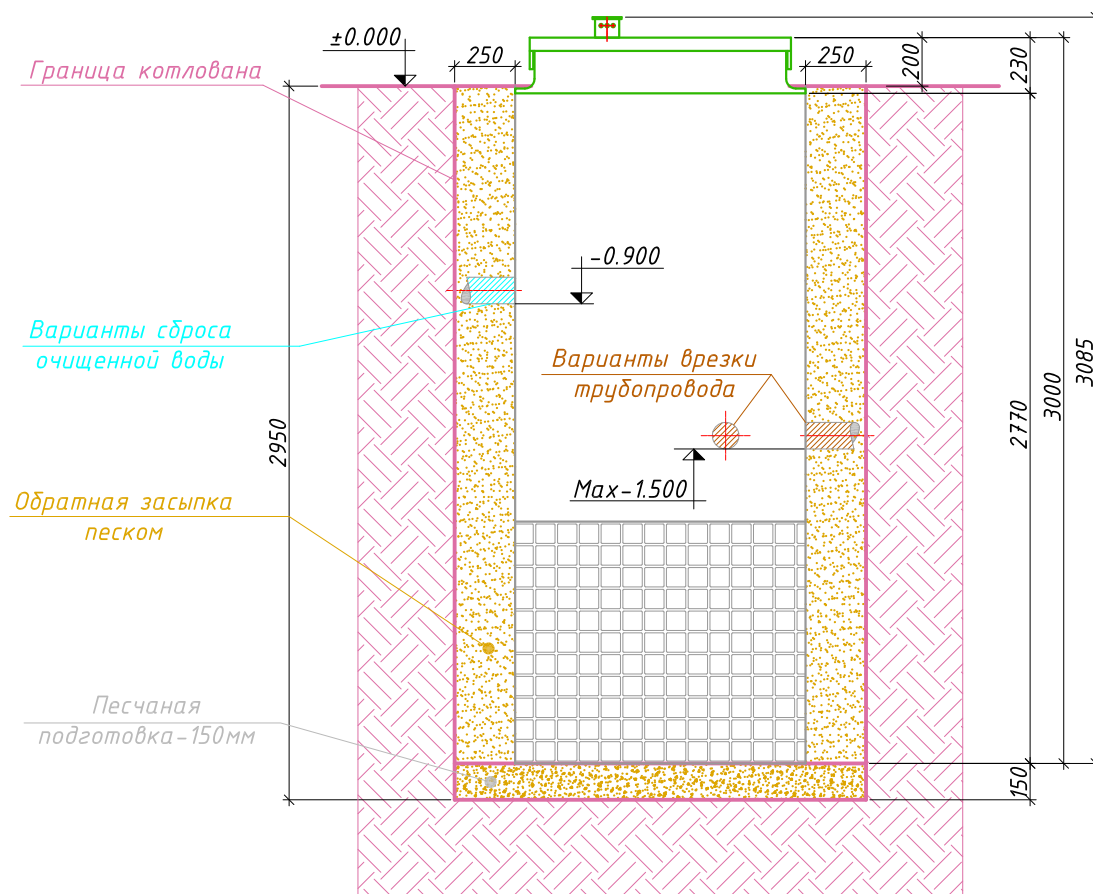 ±0.000
250
250
200
230
Граница котлована
-0.900
Варианты сброса
очищенной воды
Варианты врезки
трубопровода
3085
3000
2770
2950
Max-1.500
Обратная засыпка
песком
Песчаная
подготовка-150мм
150